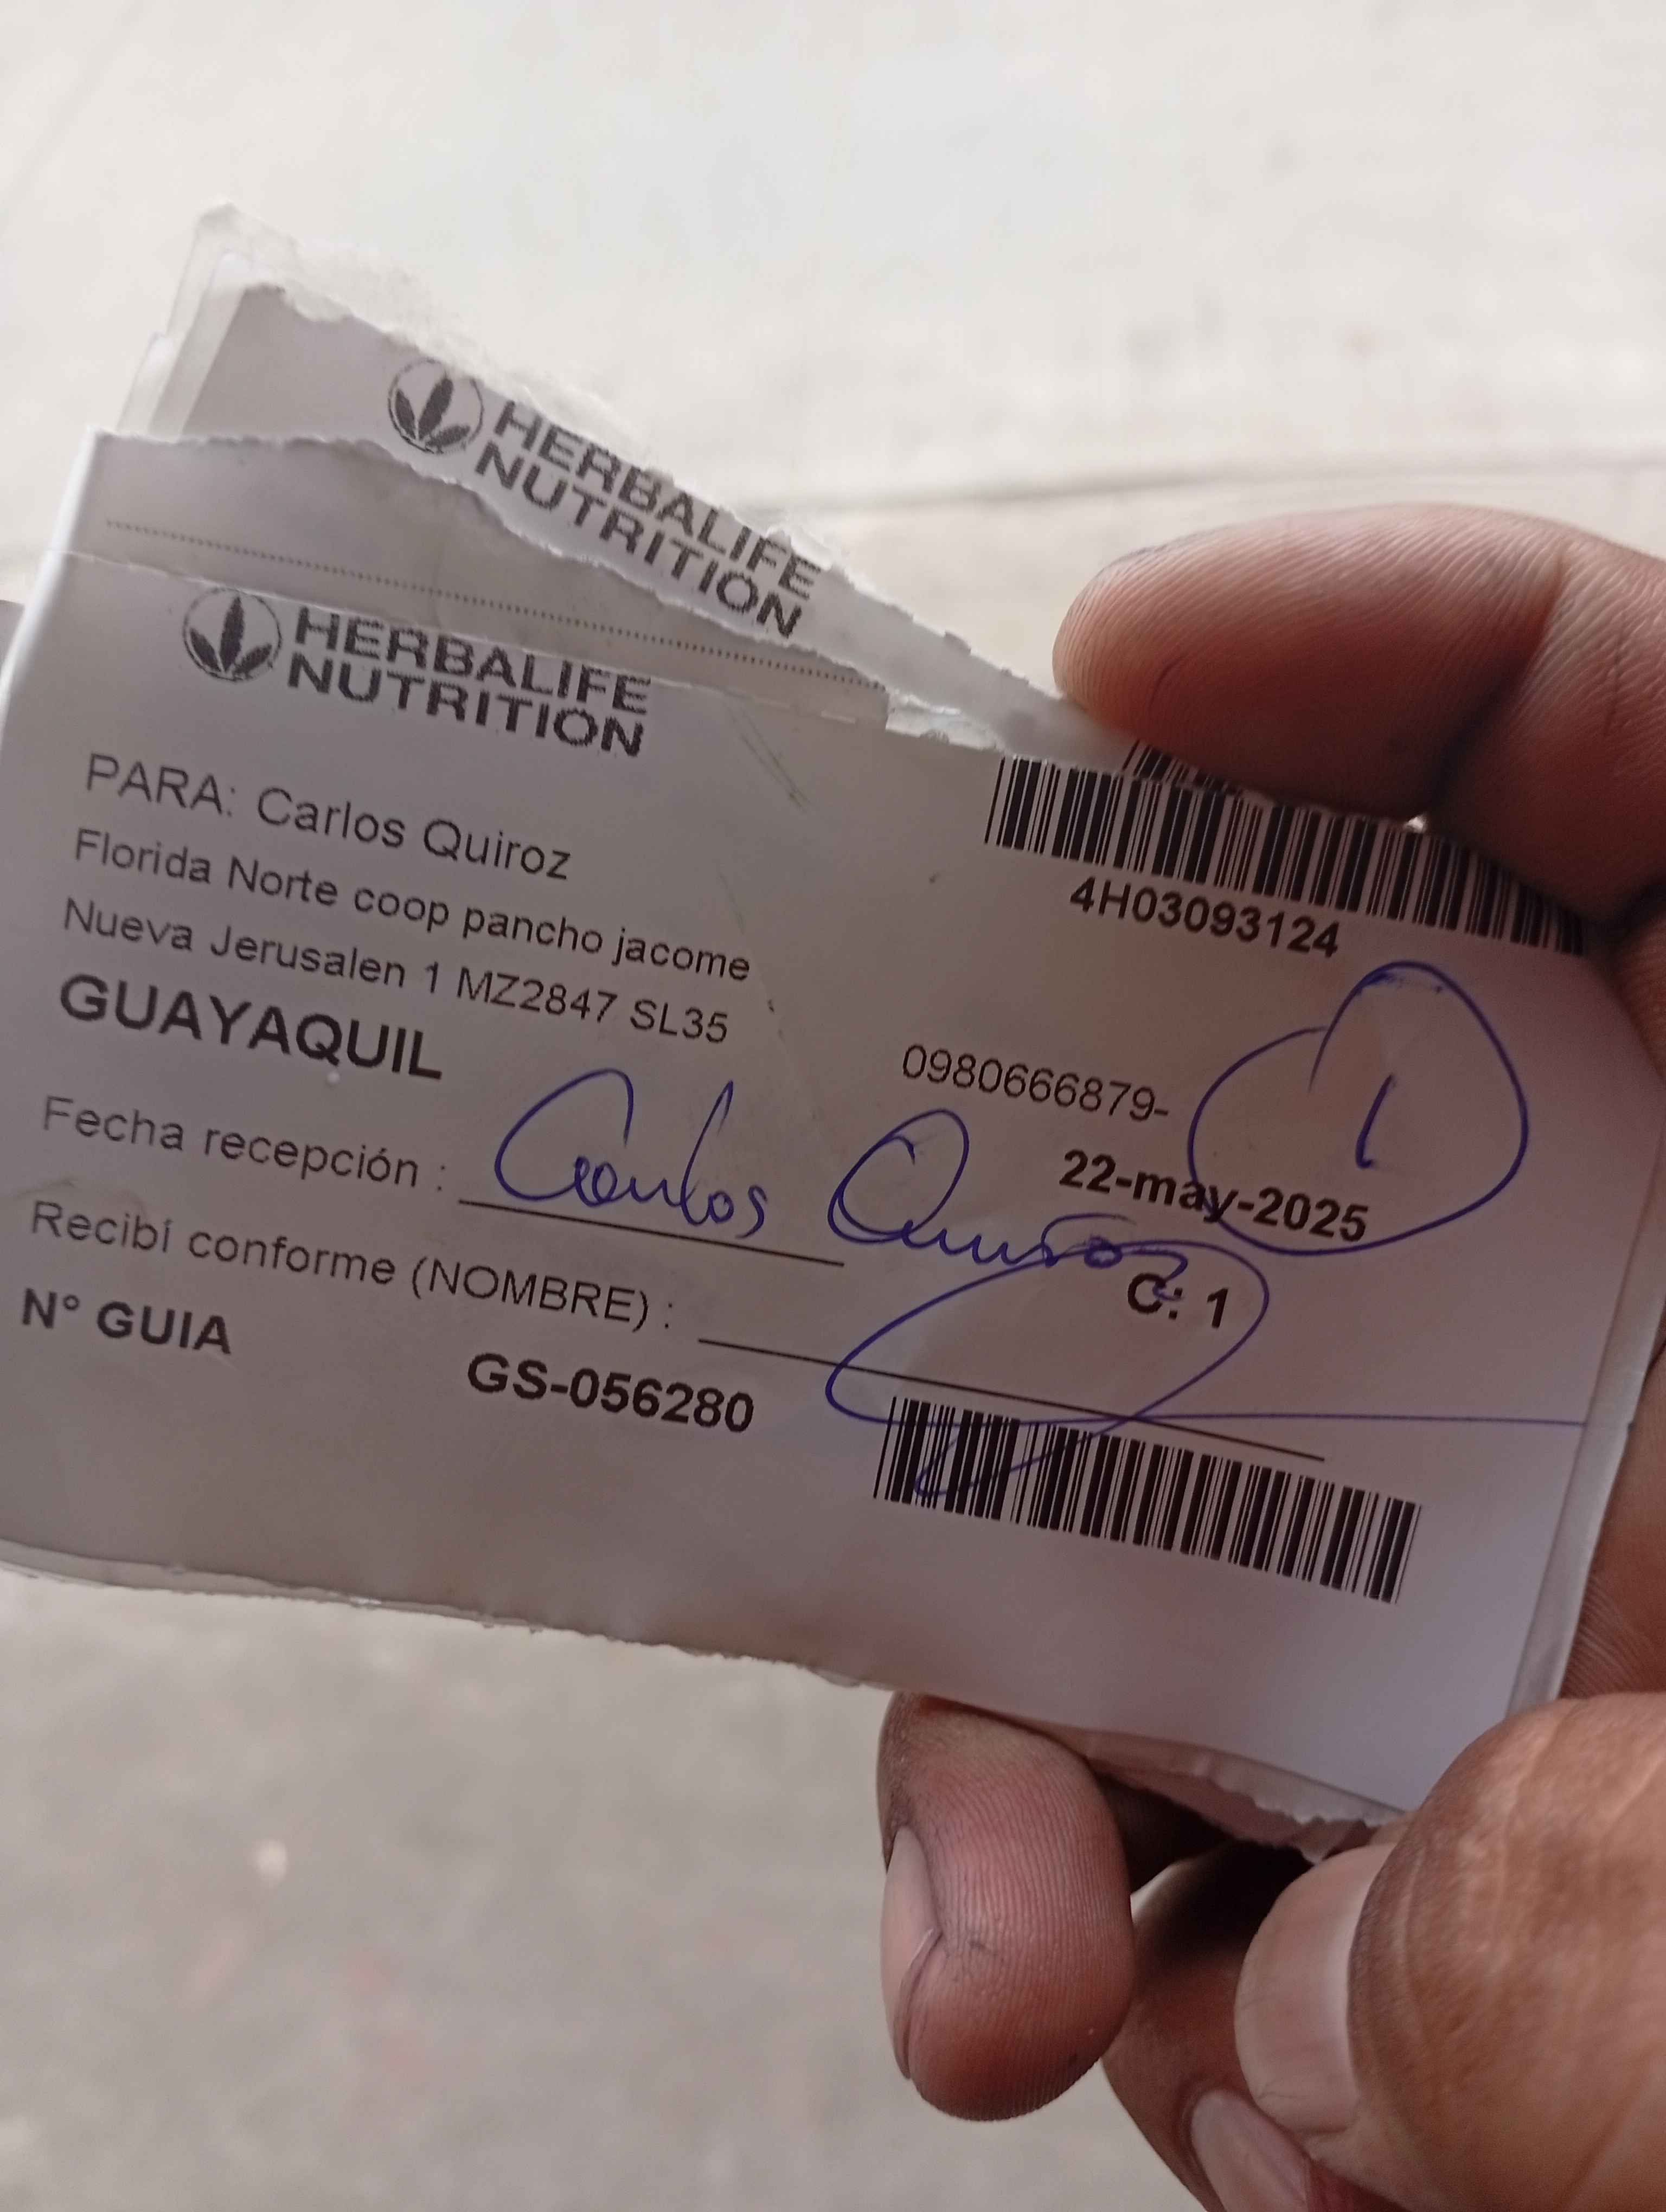 HERBALIFE
NUTRITION
HERBALIFE
NUTRITION
PARA: Carlos Quiroz
Florida Norte coop pancho jacome
Nueva Jerusalen 1 MZ2847 SL35
GUAYAQUIL
4H03093124
0980666879-
1
22-may-2025
Fecha recepción : Carlos Quiroz
C: 1
Recibí conforme (NOMBRE) :
N° GUIA
GS-056280